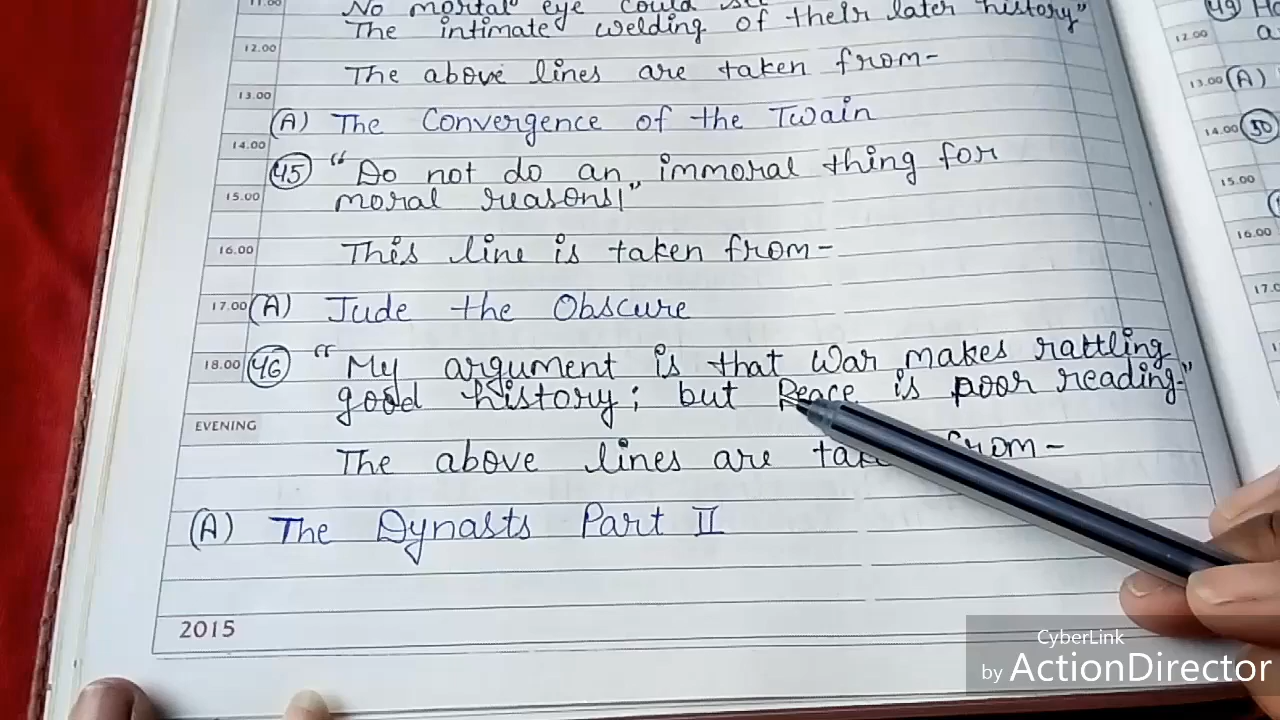 11.00 No mortal eye could
The intimate welding of their later history"
12.00
The above lines are taken from-
13.00
(A) The Convergence of the Twain
14.00
45 "Do not do an immoral thing for
15.00 moral reasons!"
16.00 This line is taken from-
17.00 (A) Jude the Obscure
18.00 46 "My argument is that War makes rattling
good history; but Peace is poor reading."
EVENING
The above lines are from-
(A) The Dynasts Part II
2015
49
12.00
13.00 (A)
14.00 50
15.00
16.00
CyberLink
by ActionDirector